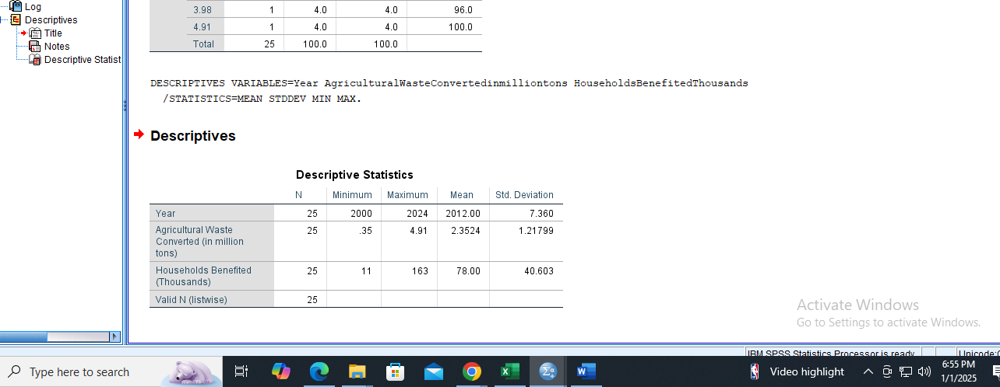 Log
Descriptives
Title
Notes
Descriptive Statist
3.98 1 4.0 4.0 96.0
4.91 1 4.0 4.0 100.0
Total 25 100.0 100.0
DESCRIPTIVES VARIABLES=Year AgriculturalWasteConvertedinmilliontons HouseholdsBenefitedThousands
/STATISTICS=MEAN STDDEV MIN MAX.
Descriptives
Descriptive Statistics
N Minimum Maximum Mean Std. Deviation
Year 25 2000 2024 2012.00 7.360
Agricultural Waste 25 .35 4.91 2.3524 1.21799
Converted (in million
tons)
Households Benefited 25 11 163 78.00 40.603
(Thousands)
Valid N (listwise) 25
Activate Windows
Go to Settings to activate Windows.
IBM SPSS Statistics Processor is ready
Unicode:
Type here to search
Video highlight
6:55 PM
1/1/2025